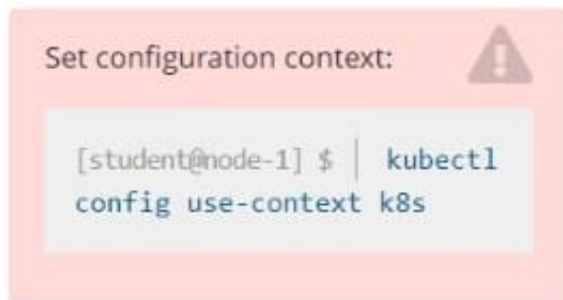 Set configuration context:
[student@node-1] $ | kubectl
config use-context k8s